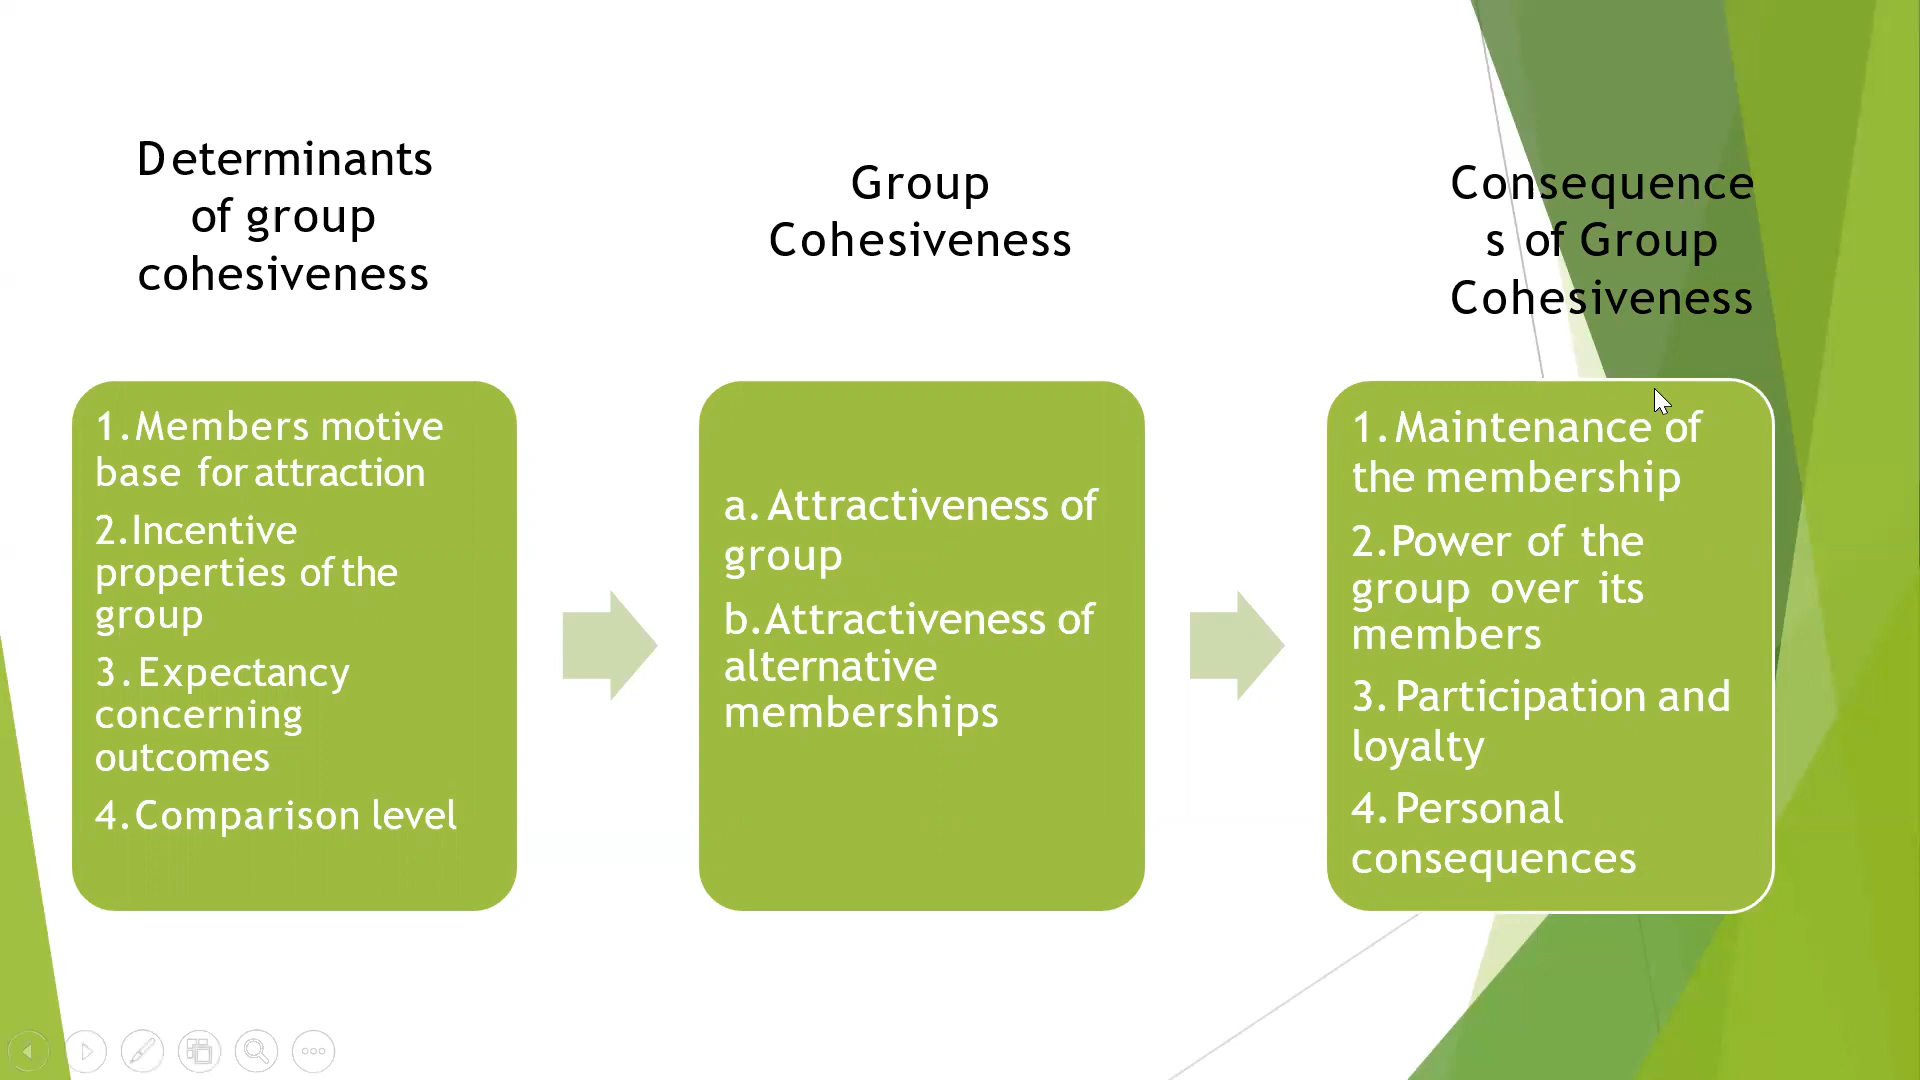 Determinants
of group
cohesiveness
1.Members motive
base for attraction
2.Incentive
properties of the
group
3.Expectancy
concerning
outcomes
4.Comparison level
Group
Cohesiveness
a.Attractiveness of
group
b.Attractiveness of
alternative
memberships
Consequence
s of Group
Cohesiveness
1.Maintenance of
the membership
2.Power of the
group over its
members
3.Participation and
loyalty
4.Personal
consequences